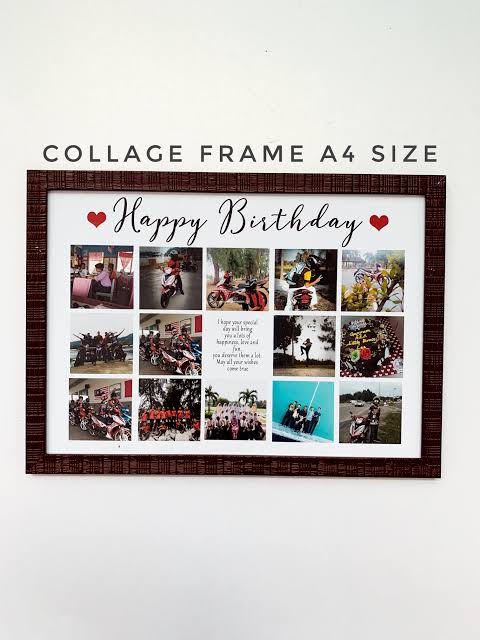 COLLAGE FRAME A4 SIZE
Happy Birthday
I hope your special
day will bring
you a lots of
happiness, love and
fun,
you deserve them a lot.
May all your wishes
come true